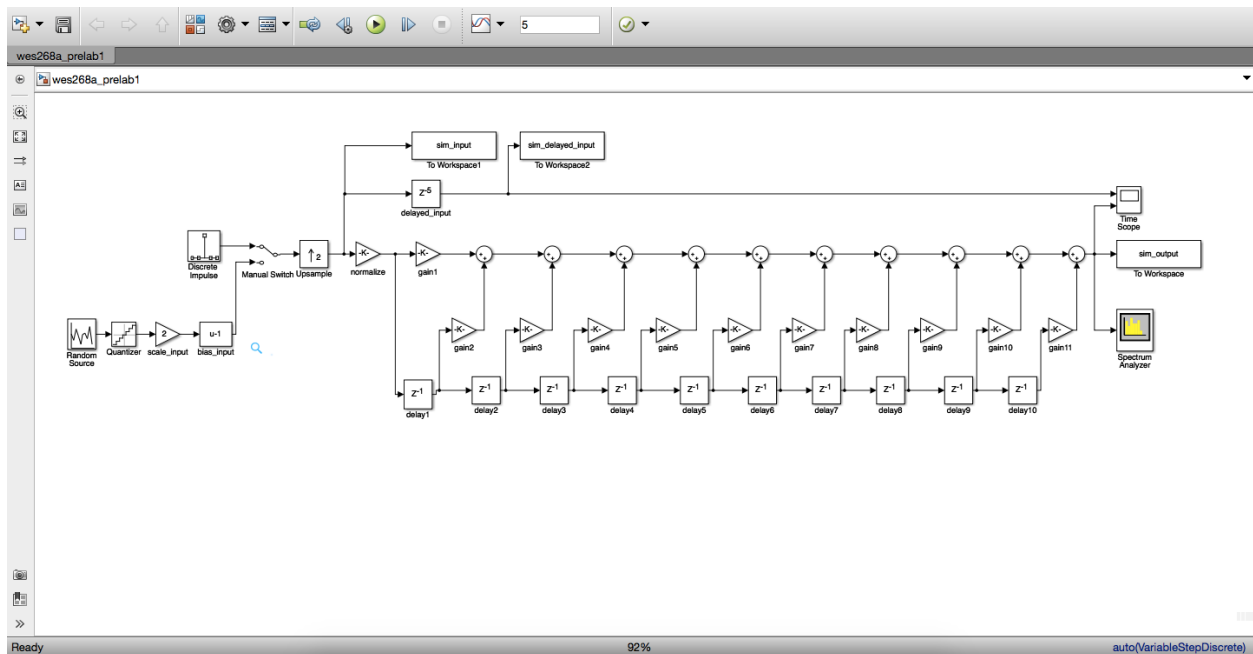 5
wes268a_prelab1
wes268a_prelab1
sim_input
To Workspace1
sim_delayed_input
To Workspace2
Z-5
delayed_input
Time
Scope
Discrete
Impulse
Manual Switch
2
Upsample
-K-
normalize
-K-
gain1
sim_output
To Workspace
Random
Source
Quantizer
2
scale_input
u-1
bias_input
-K-
gain2
-K-
gain3
-K-
gain4
-K-
gain5
-K-
gain6
-K-
gain7
-K-
gain8
-K-
gain9
-K-
gain10
-K-
gain11
Spectrum
Analyzer
Z-1
delay1
Z-1
delay2
Z-1
delay3
Z-1
delay4
Z-1
delay5
Z-1
delay6
Z-1
delay7
Z-1
delay8
Z-1
delay9
Z-1
delay10
Ready
92%
auto(VariableStepDiscrete)